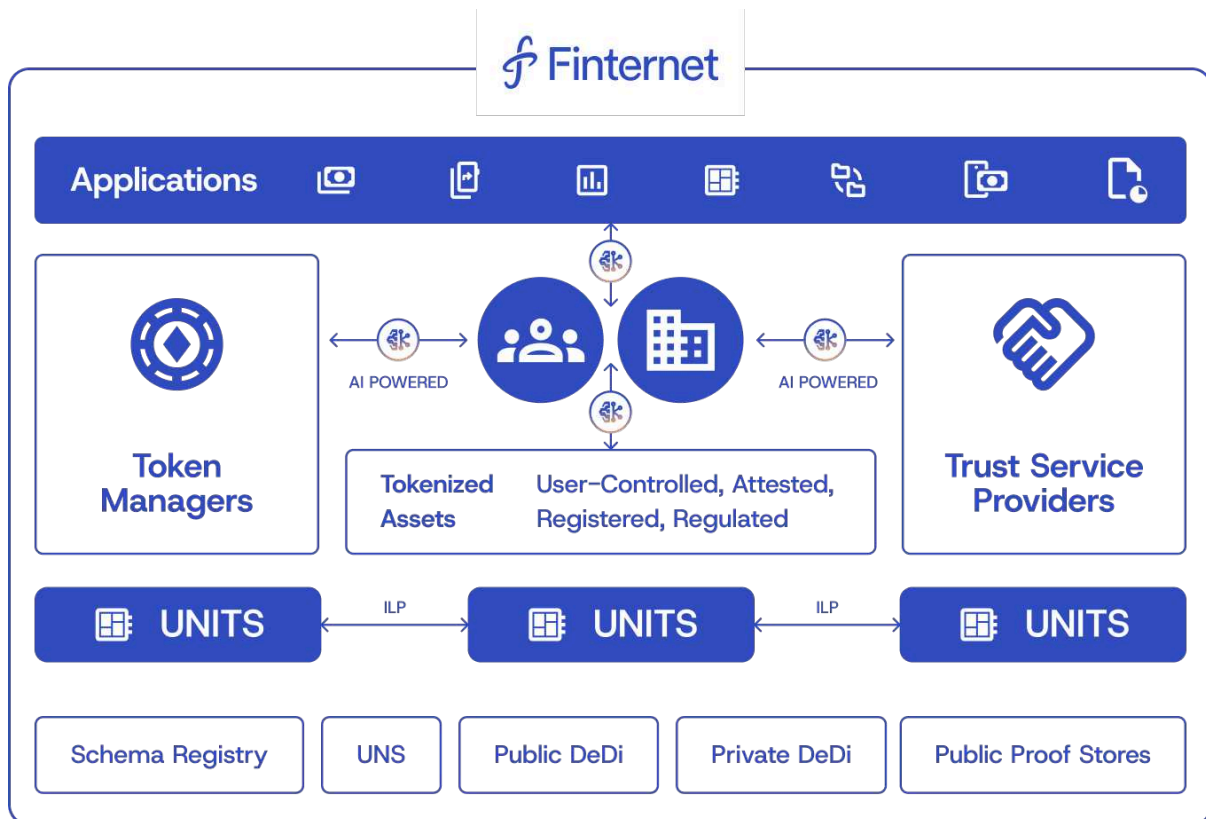 Finternet
Applications
AI POWERED
AI POWERED
Token
Managers
Tokenized
Assets
User-Controlled, Attested,
Registered, Regulated
Trust Service
Providers
UNITS
ILP
UNITS
ILP
UNITS
Schema Registry
UNS
Public DeDi
Private DeDi
Public Proof Stores